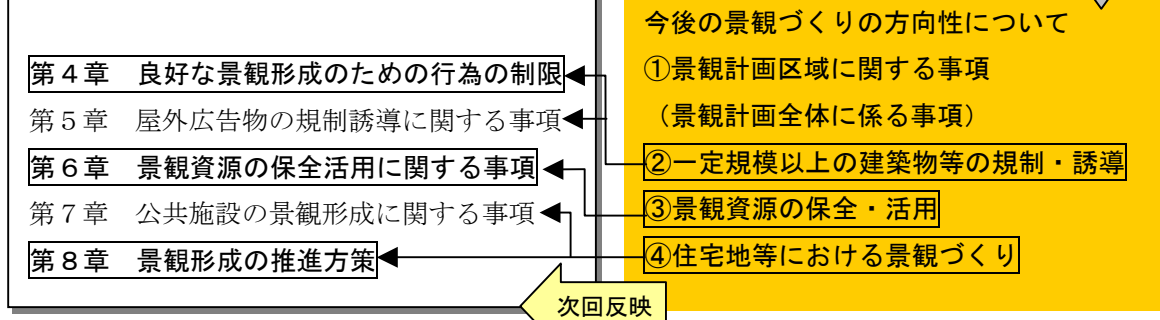 第４章　良好な景観形成のための行為の制限
第５章　屋外広告物の規制誘導に関する事項
第６章　景観資源の保全活用に関する事項
第７章　公共施設の景観形成に関する事項
第８章　景観形成の推進方策
今後の景観づくりの方向性について
①景観計画区域に関する事項
（景観計画全体に係る事項）
②一定規模以上の建築物等の規制・誘導
③景観資源の保全・活用
④住宅地等における景観づくり
次回反映